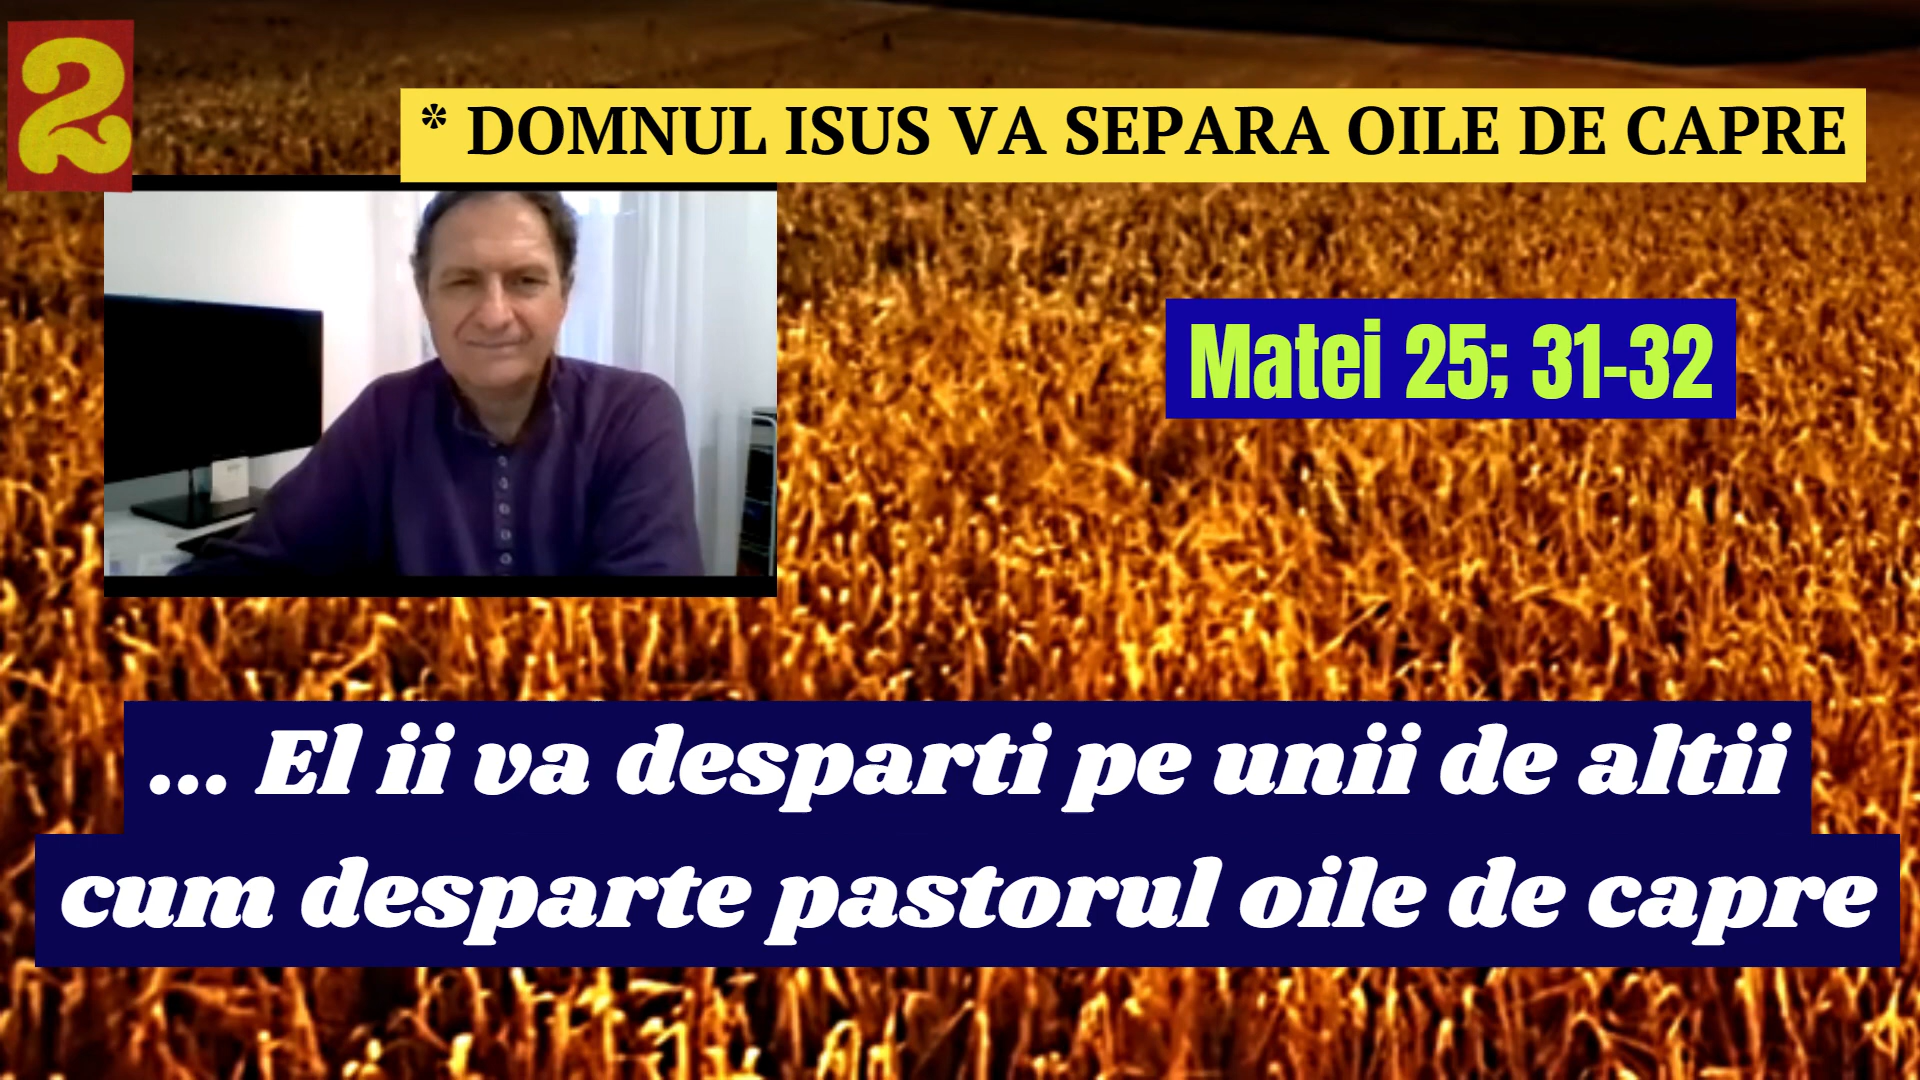 2
* DOMNUL ISUS VA SEPARA OILE DE CAPRE
Matei 25; 31-32
... El ii va desparti pe unii de altii
cum desparte pastorul oile de capre